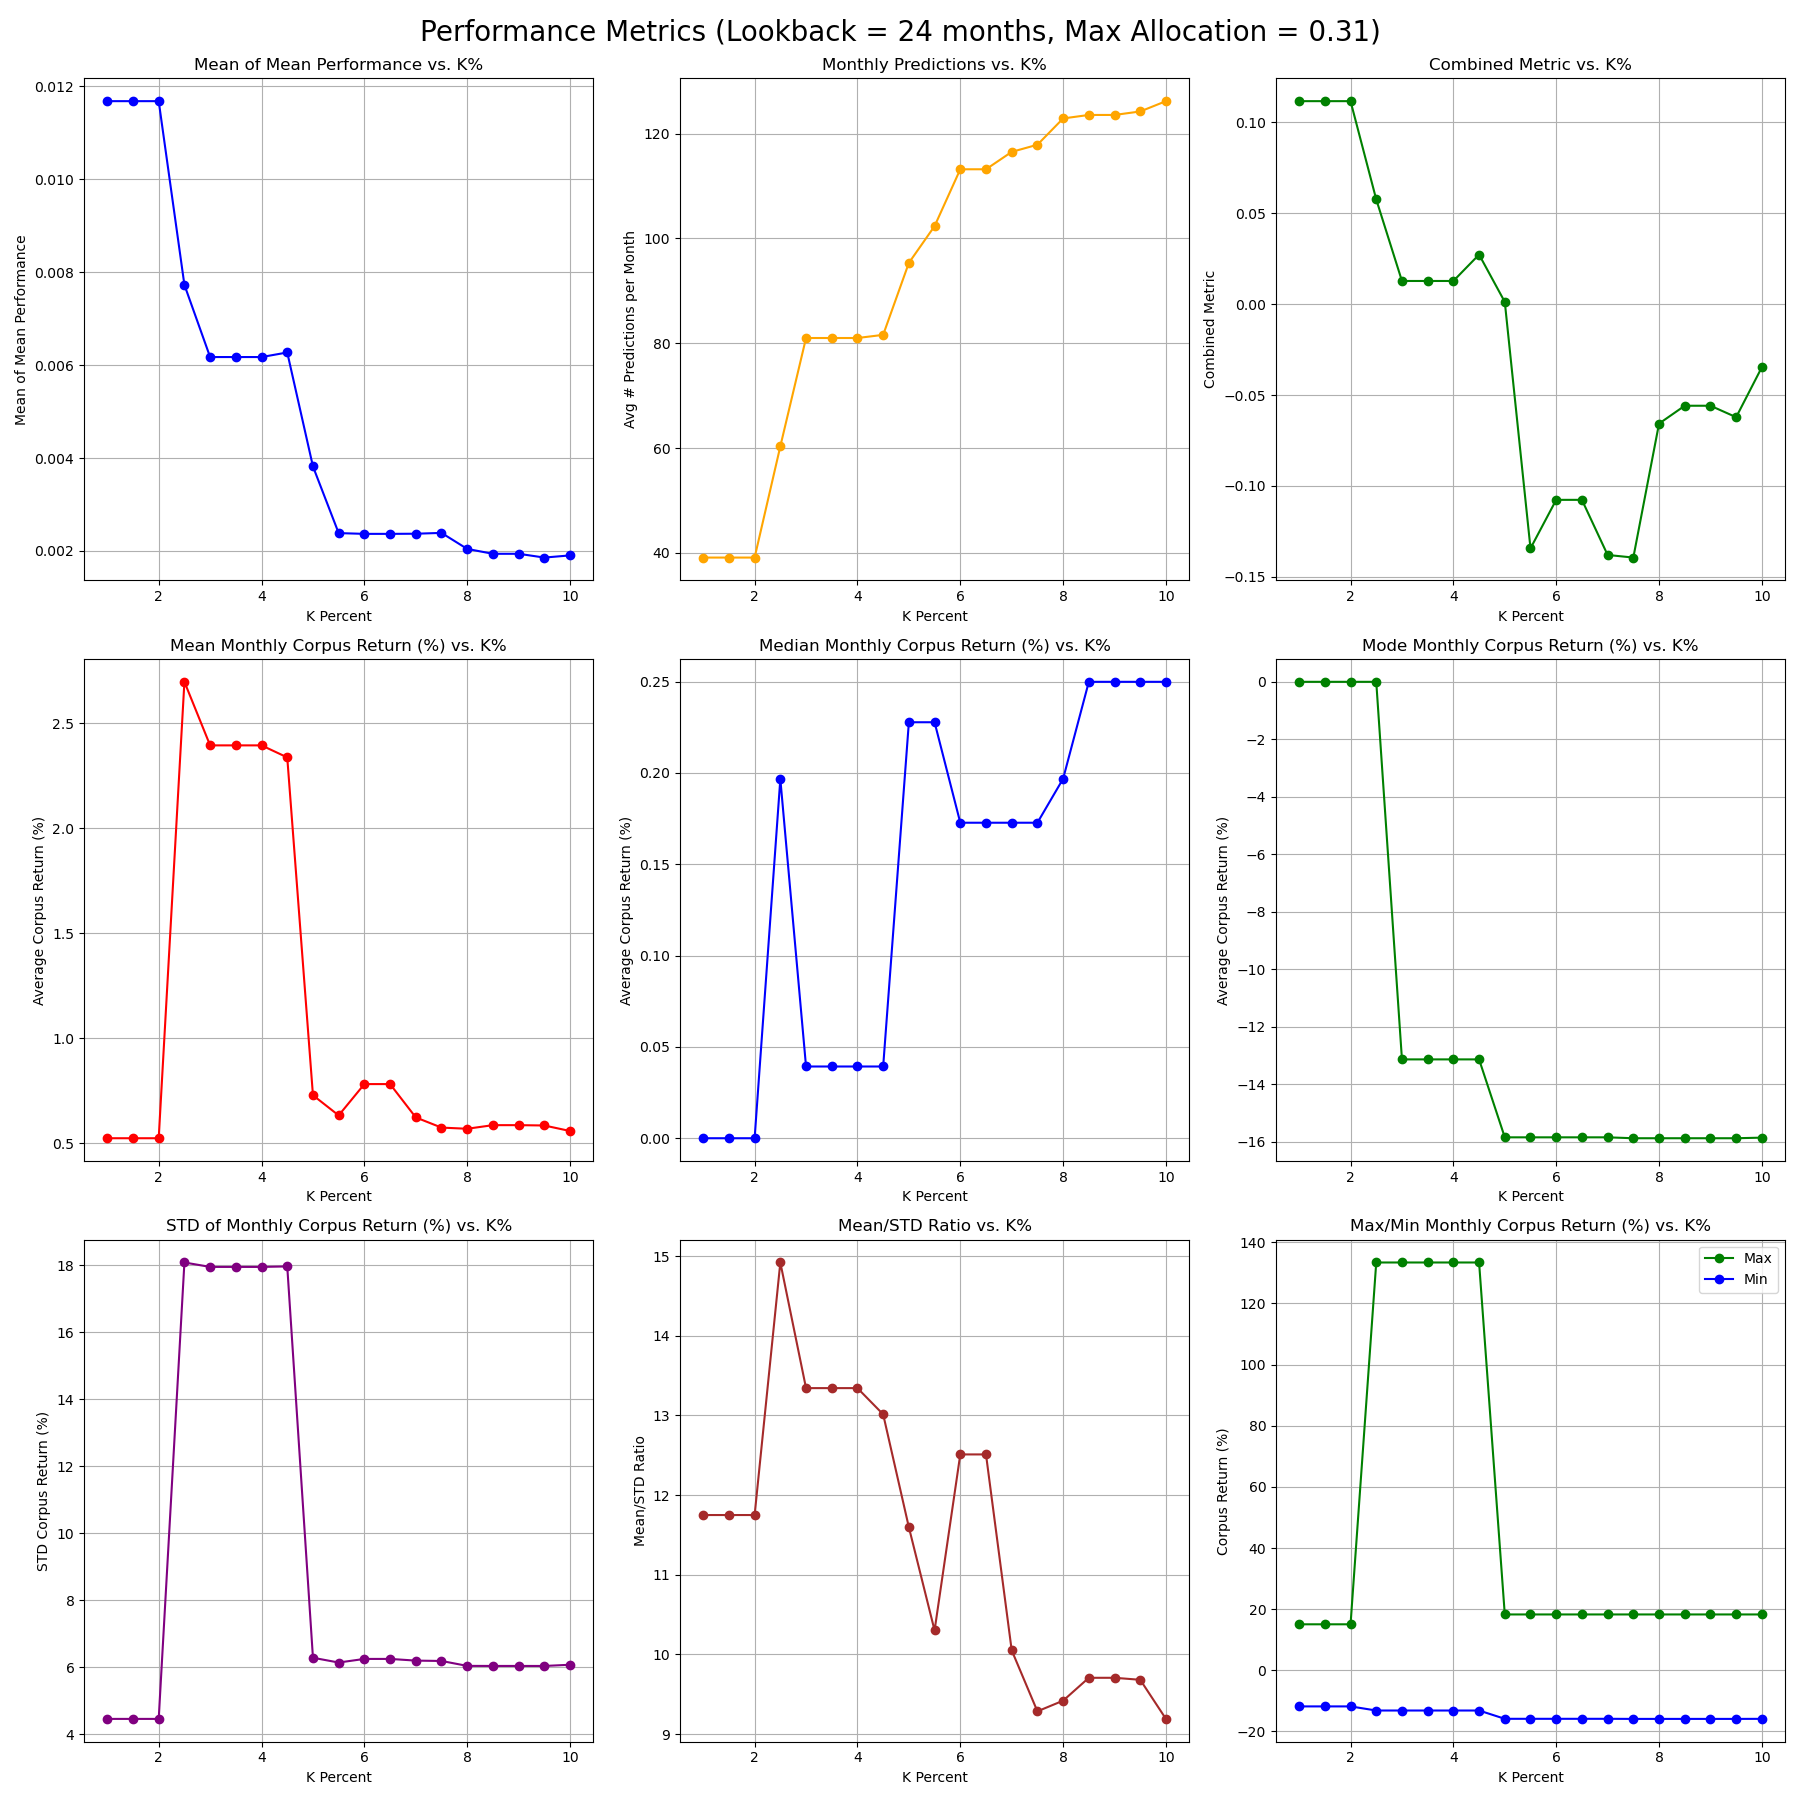 Performance Metrics (Lookback = 24 months, Max Allocation = 0.31)
Mean of Mean Performance vs. K%
Mean of Mean Performance
0.012
0.010
0.008
0.006
0.004
0.002
2 4 6 8 10
K Percent
Monthly Predictions vs. K%
Avg # Predictions per Month
120
100
80
60
40
2 4 6 8 10
K Percent
Combined Metric vs. K%
Combined Metric
0.10
0.05
0.00
−0.05
−0.10
−0.15
2 4 6 8 10
K Percent
Mean Monthly Corpus Return (%) vs. K%
Average Corpus Return (%)
2.5
2.0
1.5
1.0
0.5
2 4 6 8 10
K Percent
Median Monthly Corpus Return (%) vs. K%
Average Corpus Return (%)
0.25
0.20
0.15
0.10
0.05
0.00
2 4 6 8 10
K Percent
Mode Monthly Corpus Return (%) vs. K%
Average Corpus Return (%)
0
−2
−4
−6
−8
−10
−12
−14
−16
2 4 6 8 10
K Percent
STD of Monthly Corpus Return (%) vs. K%
STD Corpus Return (%)
18
16
14
12
10
8
6
4
2 4 6 8 10
K Percent
Mean/STD Ratio vs. K%
Mean/STD Ratio
15
14
13
12
11
10
9
2 4 6 8 10
K Percent
Max/Min Monthly Corpus Return (%) vs. K%
Corpus Return (%)
140
120
100
80
60
40
20
0
−20
Max
Min
2 4 6 8 10
K Percent